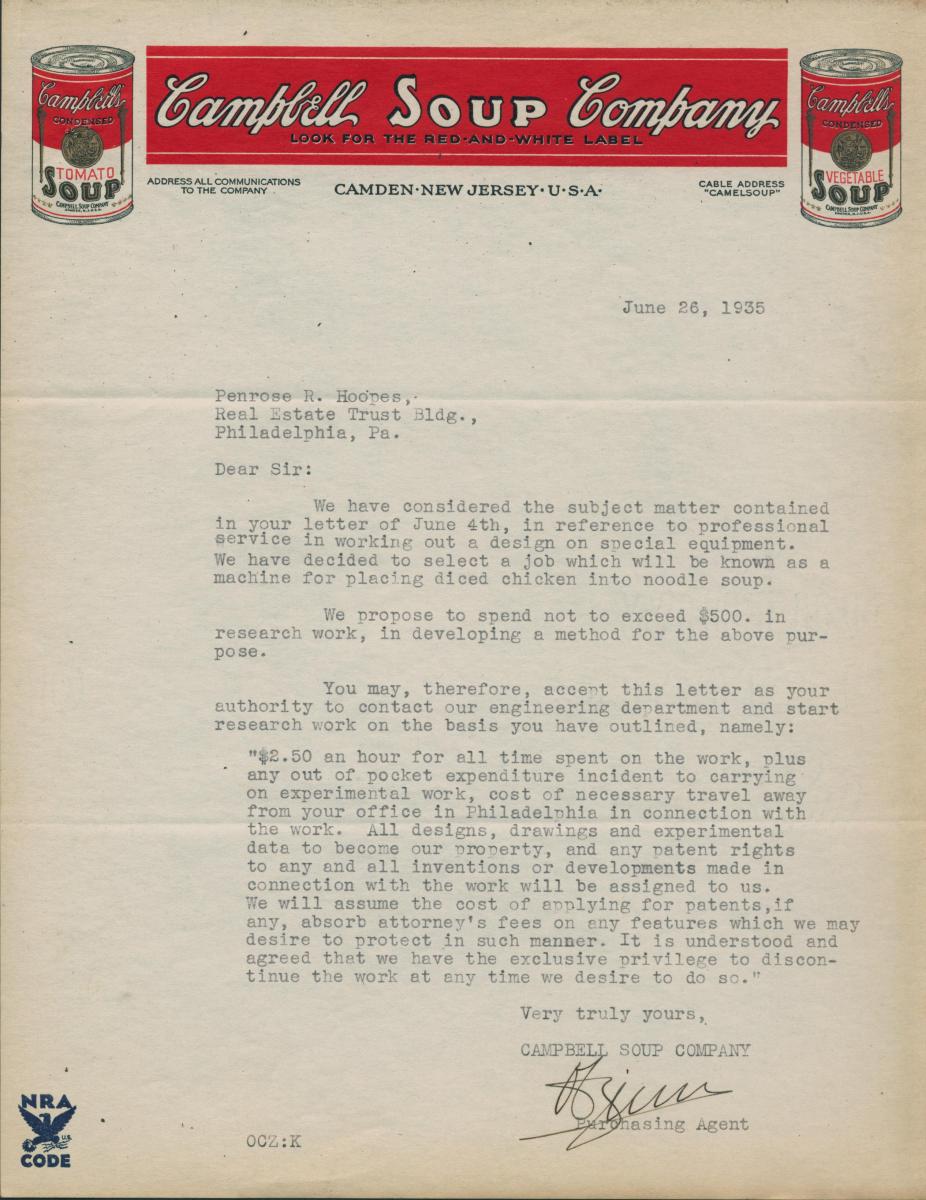 Campbell's
CONDENSED
TOMATO
SOUP
CAMPBELL SOUP COMPANY
Campbell Soup Company
LOOK FOR THE RED-AND-WHITE LABEL
Campbell's
CONDENSED
VEGETABLE
SOUP
CAMPBELL SOUP COMPANY
ADDRESS ALL COMMUNICATIONS
TO THE COMPANY
CAMDEN·NEW JERSEY·U·S·A·
CABLE ADDRESS
"CAMELSOUP"
June 26, 1935
Penrose R. Hoopes,
Real Estate Trust Bldg.,
Philadelphia, Pa.
Dear Sir:
We have considered the subject matter contained
in your letter of June 4th, in reference to professional
service in working out a design on special equipment.
We have decided to select a job which will be known as a
machine for placing diced chicken into noodle soup.
We propose to spend not to exceed $500. in
research work, in developing a method for the above pur-
pose.
You may, therefore, accept this letter as your
authority to contact our engineering department and start
research work on the basis you have outlined, namely:
"$2.50 an hour for all time spent on the work, plus
any out of pocket expenditure incident to carrying
on experimental work, cost of necessary travel away
from your office in Philadelphia in connection with
the work. All designs, drawings and experimental
data to become our property, and any patent rights
to any and all inventions or developments made in
connection with the work will be assigned to us.
We will assume the cost of applying for patents,if
any, absorb attorney's fees on any features which we may
desire to protect in such manner. It is understood and
agreed that we have the exclusive privilege to discon-
tinue the work at any time we desire to do so."
Very truly yours,
CAMPBELL SOUP COMPANY
Purchasing Agent
OCZ:K
NRA
U.S.
CODE